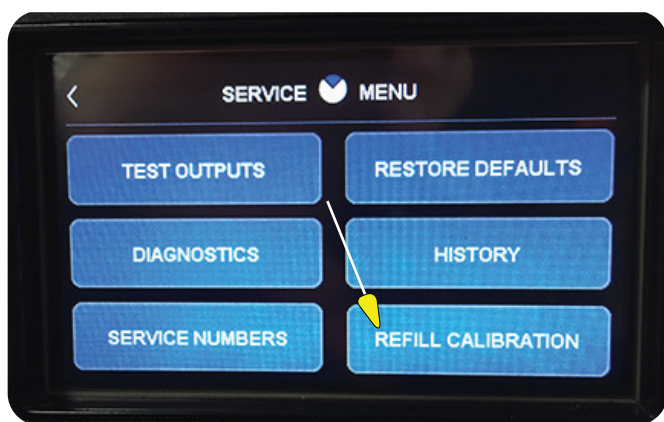 SERVICE MENU
TEST OUTPUTS
RESTORE DEFAULTS
DIAGNOSTICS
HISTORY
SERVICE NUMBERS
REFILL CALIBRATION